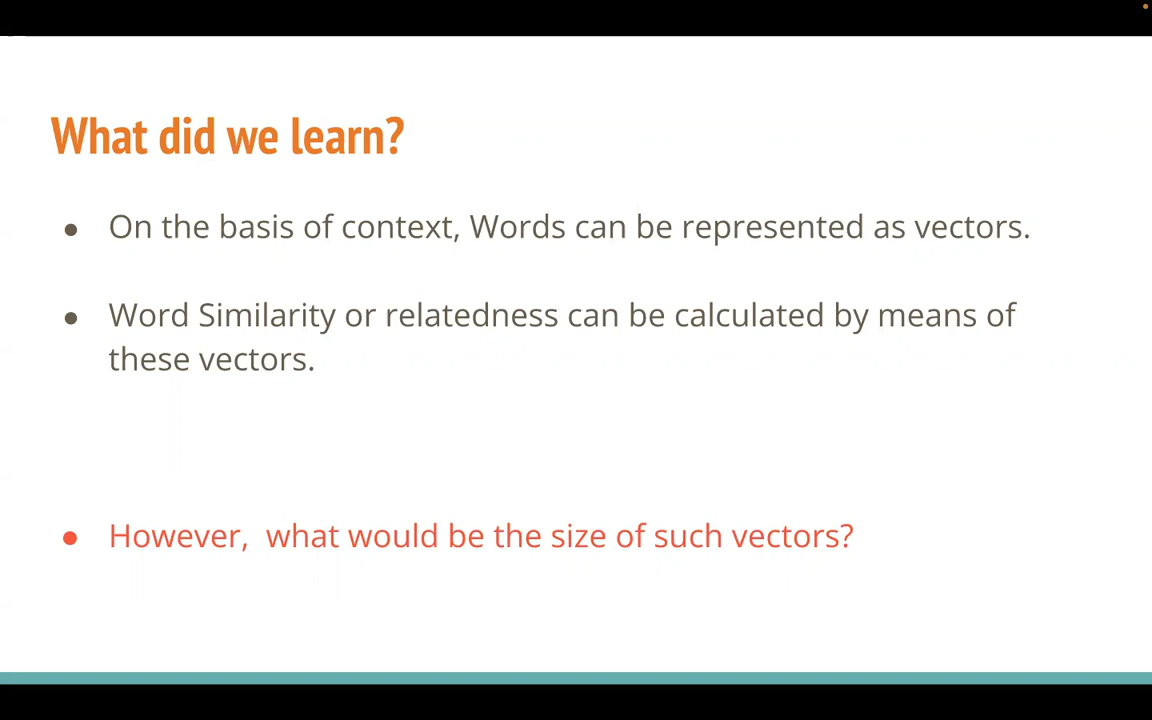 What did we learn?
On the basis of context, Words can be represented as vectors.
Word Similarity or relatedness can be calculated by means of
these vectors.
However,  what would be the size of such vectors?